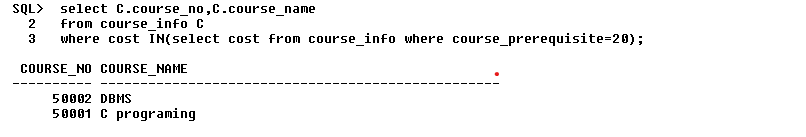 SQL> select C.course_no,C.course_name
2 from course_info C
3 where cost IN(select cost from course_info where course_prerequisite=20);
COURSE_NO COURSE_NAME
---------- --------------------------------------------------
50002 DBMS
50001 C programing